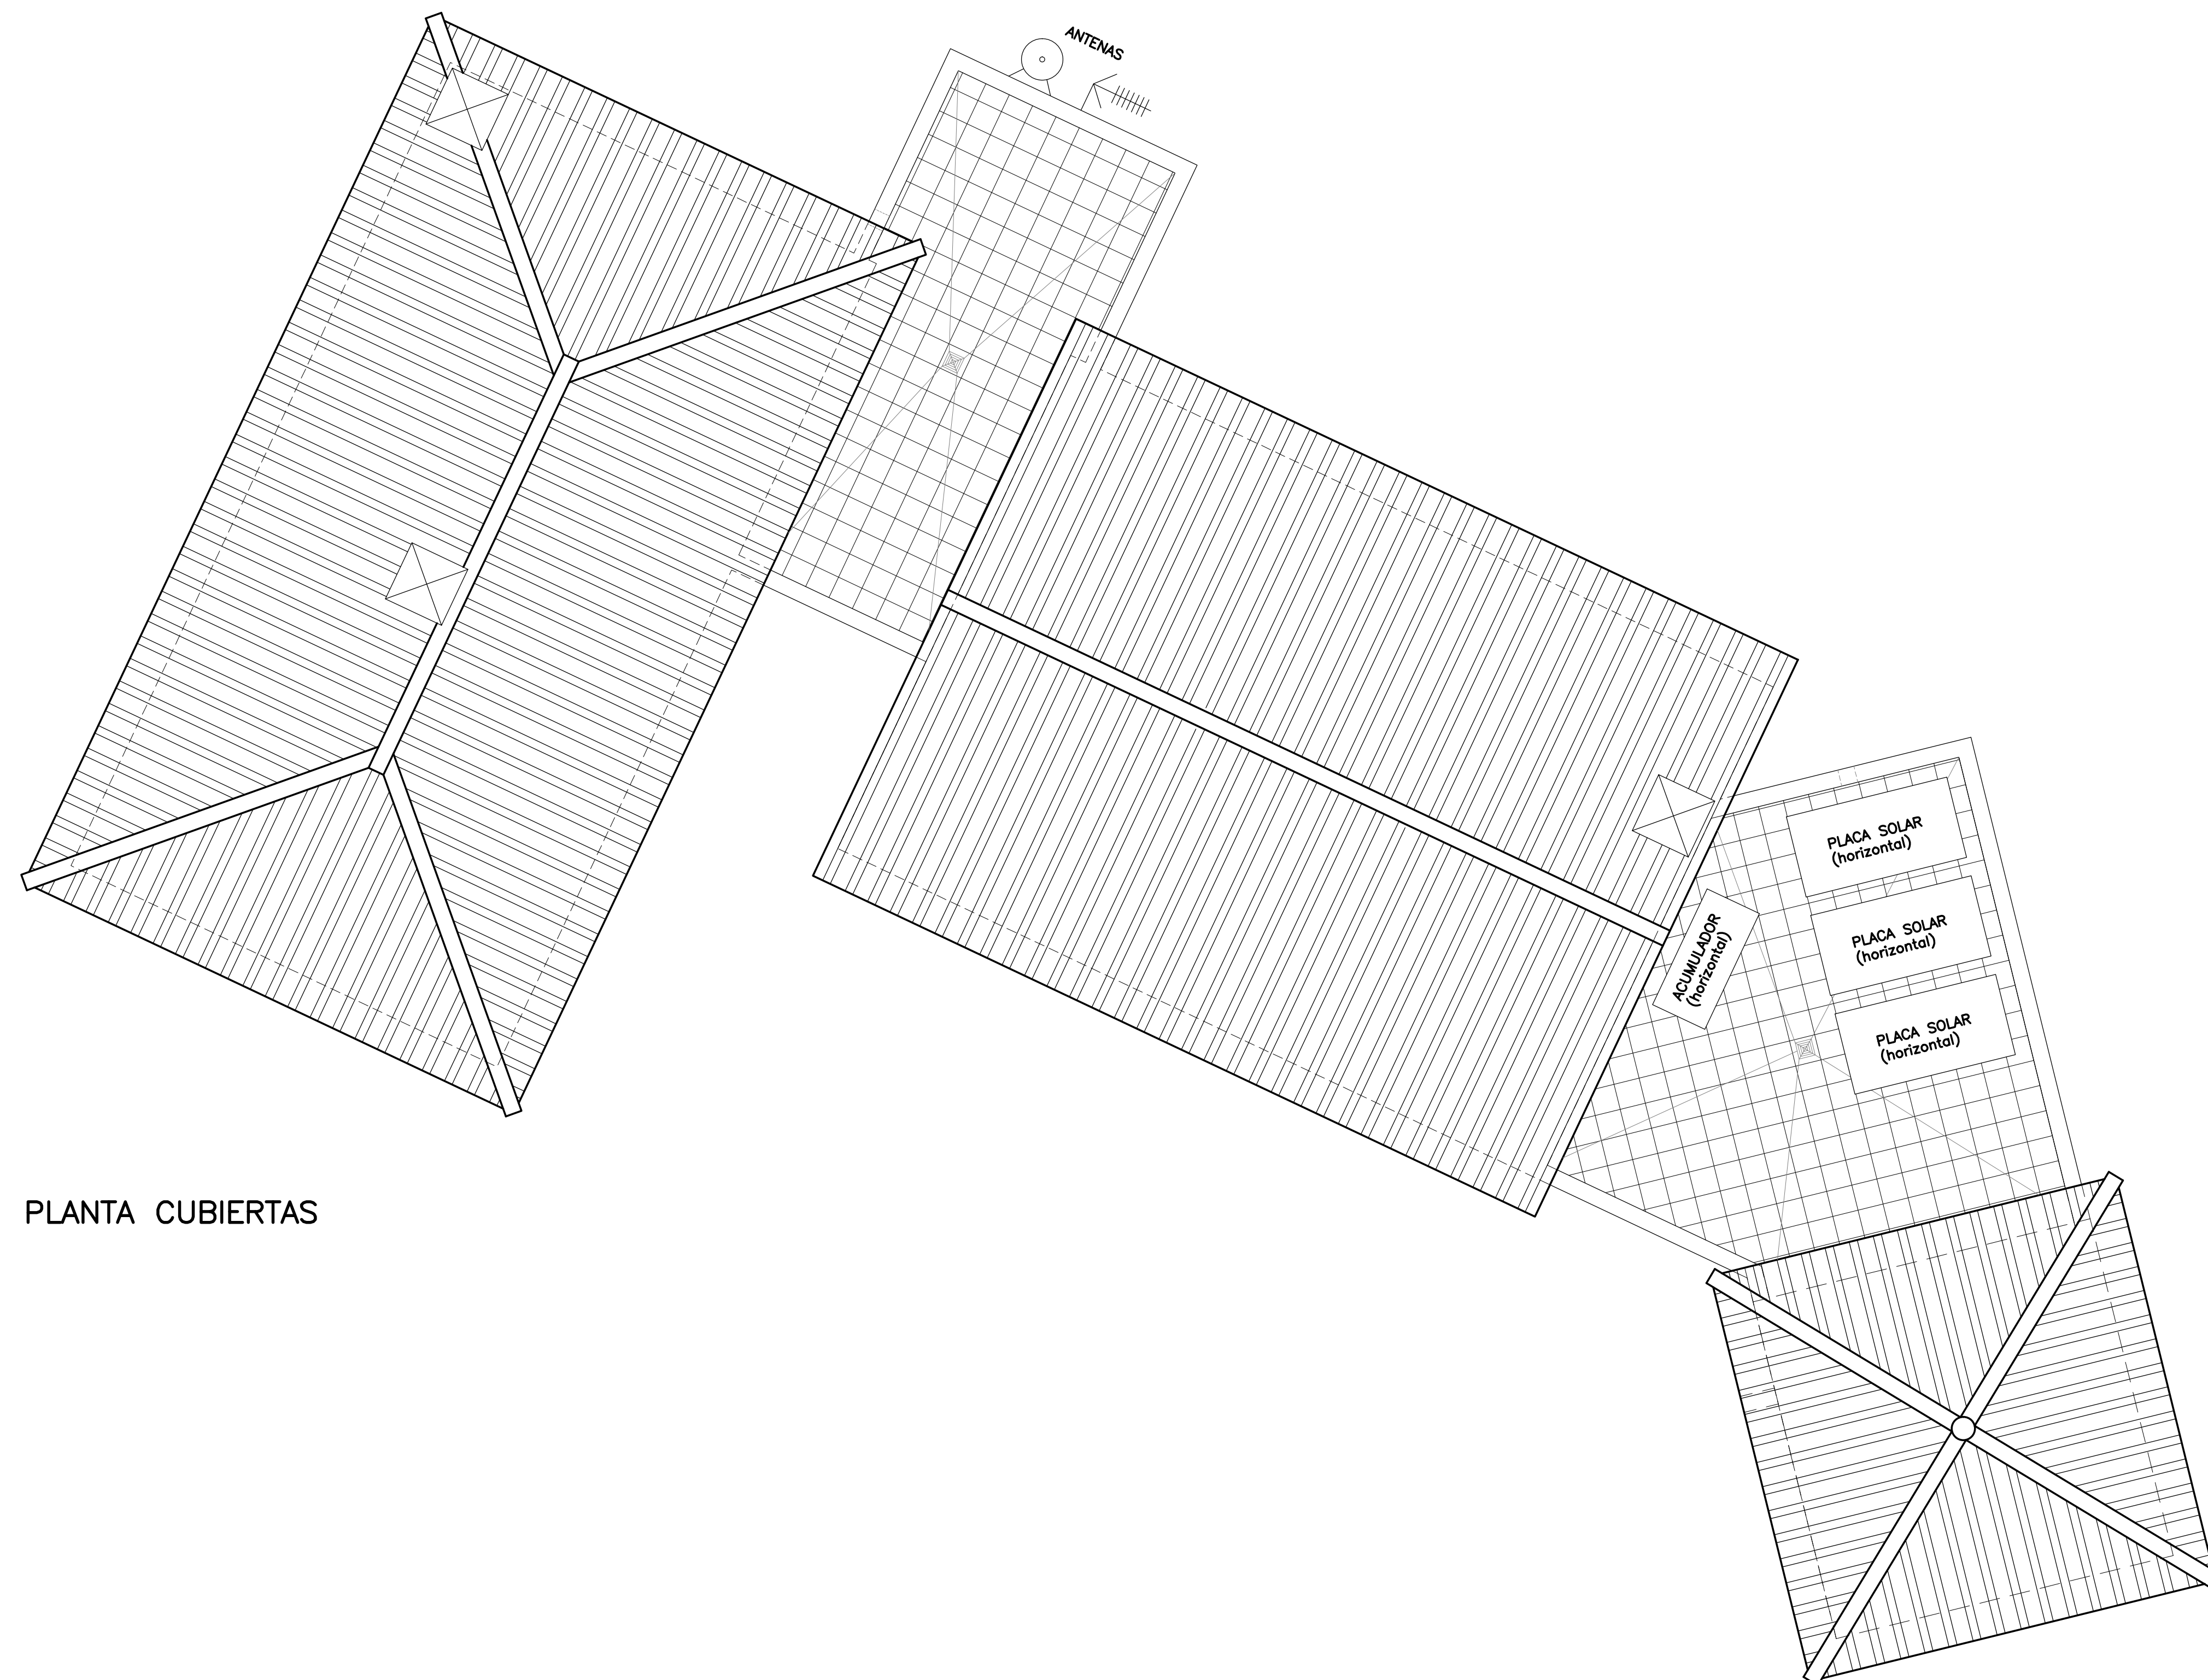 ANTENAS
PLACA SOLAR
(horizontal)
PLACA SOLAR
(horizontal)
ACUMULADOR
(horizontal)
PLACA SOLAR
(horizontal)
PLANTA CUBIERTAS